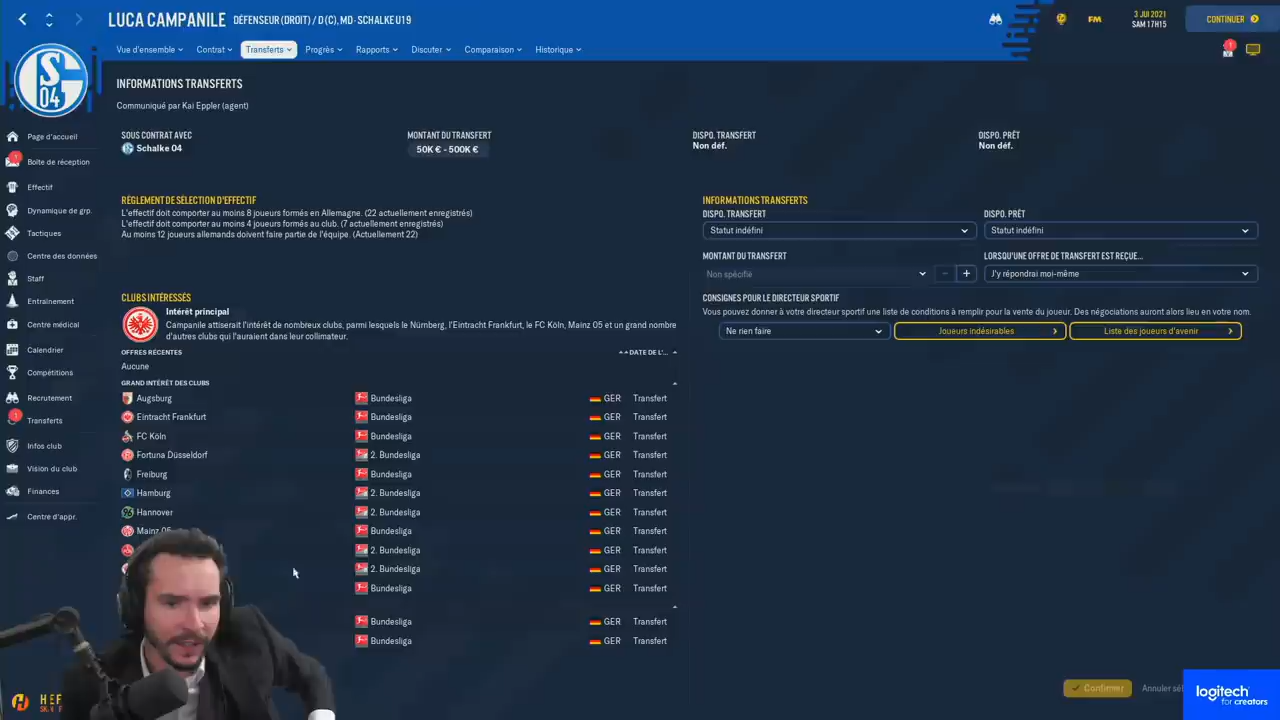 LUCA CAMPANILE DÉFENSEUR (DROIT) / D (C), MD - SCHALKE U19
FM
3 JUI 2021
SAM 17H15
CONTINUER
Vue d'ensemble
Contrat
Transferts
Progrès
Rapports
Discuter
Comparaison
Historique
1
S
04
INFORMATIONS TRANSFERTS
Communiqué par Kai Eppler (agent)
SOUS CONTRAT AVEC
Schalke 04
MONTANT DU TRANSFERT
50K € - 500K €
DISPO. TRANSFERT
Non déf.
DISPO. PRÊT
Non déf.
Page d'accueil
1
Boîte de réception
Effectif
Dynamique de grp.
Tactiques
Centre des données
Staff
Entraînement
Centre médical
Calendrier
Compétitions
Recrutement
1
Transferts
Infos club
Vision du club
Finances
Centre d'appr.
RÈGLEMENT DE SÉLECTION D'EFFECTIF
L'effectif doit comporter au moins 8 joueurs formés en Allemagne. (22 actuellement enregistrés)
L'effectif doit comporter au moins 4 joueurs formés au club. (7 actuellement enregistrés)
Au moins 12 joueurs allemands doivent faire partie de l'équipe. (Actuellement 22)
CLUBS INTÉRESSÉS
Intérêt principal
Campanile attiserait l'intérêt de nombreux clubs, parmi lesquels le Nürnberg, l'Eintracht Frankfurt, le FC Köln, Mainz 05 et un grand nombre
d'autres clubs qui l'auraient dans leur collimateur.
OFFRES RÉCENTES
DATE DE L'...
Aucune
GRAND INTÉRÊT DES CLUBS
Augsburg Bundesliga GER Transfert
Eintracht Frankfurt Bundesliga GER Transfert
FC Köln Bundesliga GER Transfert
Fortuna Düsseldorf 2. Bundesliga GER Transfert
Freiburg Bundesliga GER Transfert
Hamburg 2. Bundesliga GER Transfert
Hannover 2. Bundesliga GER Transfert
Mainz 05 Bundesliga GER Transfert
2. Bundesliga GER Transfert
2. Bundesliga GER Transfert
Bundesliga GER Transfert
Bundesliga GER Transfert
Bundesliga GER Transfert
INFORMATIONS TRANSFERTS
DISPO. TRANSFERT
Statut indéfini
DISPO. PRÊT
Statut indéfini
MONTANT DU TRANSFERT
Non spécifié
− +
LORSQU'UNE OFFRE DE TRANSFERT EST REÇUE...
J'y répondrai moi-même
CONSIGNES POUR LE DIRECTEUR SPORTIF
Vous pouvez donner à votre directeur sportif une liste de conditions à remplir pour la vente du joueur. Des négociations auront alors lieu en votre nom.
Ne rien faire
Joueurs indésirables
Liste des joueurs d'avenir
Confirmer
Annuler
logitech
for creators